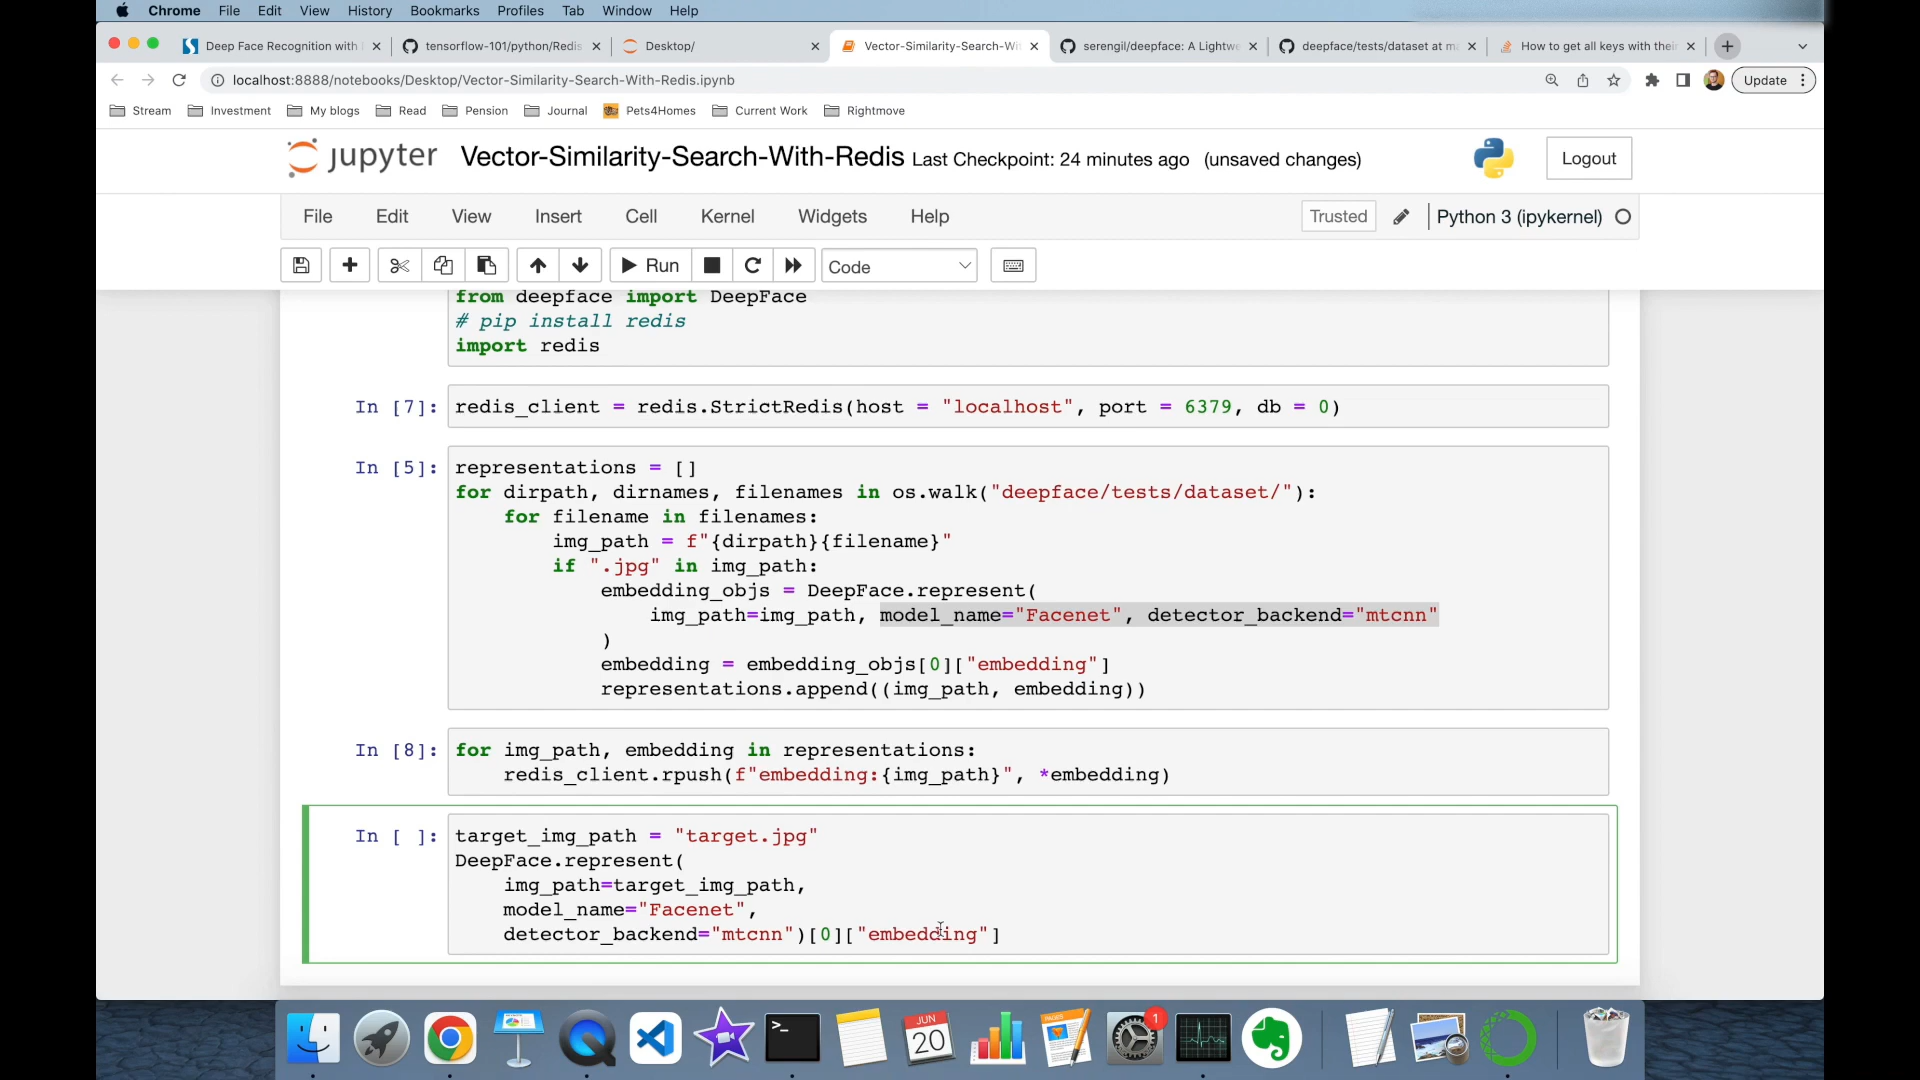 Chrome File Edit View History Bookmarks Profiles Tab Window Help
Deep Face Recognition with
tensorflow-101/python/Redis
Desktop/
Vector-Similarity-Search-Wi
serengil/deepface: A Lightwe
deepface/tests/dataset at ma
How to get all keys with their
localhost:8888/notebooks/Desktop/Vector-Similarity-Search-With-Redis.ipynb
Update
Stream Investment My blogs Read Pension Journal Pets4Homes Current Work Rightmove
jupyter Vector-Similarity-Search-With-Redis Last Checkpoint: 24 minutes ago (unsaved changes)
Logout
File Edit View Insert Cell Kernel Widgets Help
Trusted Python 3 (ipykernel)
Run Code
from deepface import DeepFace
# pip install redis
import redis
In [7]: redis_client = redis.StrictRedis(host = "localhost", port = 6379, db = 0)
In [5]: representations = []
for dirpath, dirnames, filenames in os.walk("deepface/tests/dataset/"):
for filename in filenames:
img_path = f"{dirpath}{filename}"
if ".jpg" in img_path:
embedding_objs = DeepFace.represent(
img_path=img_path, model_name="Facenet", detector_backend="mtcnn"
)
embedding = embedding_objs[0]["embedding"]
representations.append((img_path, embedding))
In [8]: for img_path, embedding in representations:
redis_client.rpush(f"embedding:{img_path}", *embedding)
In [ ]: target_img_path = "target.jpg"
DeepFace.represent(
img_path=target_img_path,
model_name="Facenet",
detector_backend="mtcnn")[0]["embedding"]
JUN
20
PAGES
1